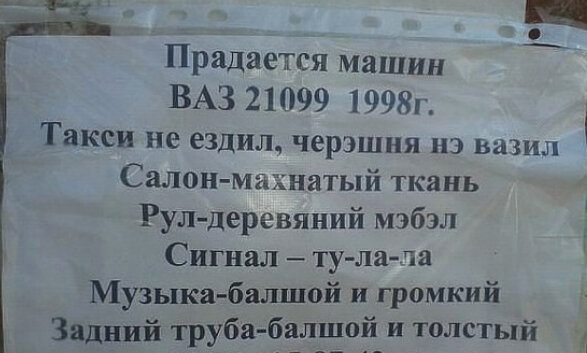 Прадается машин
ВАЗ 21099 1998г.
Такси не ездил, черэшня нэ вазил
Салон-махнатый ткань
Рул-деревяний мэбэл
Сигнал – ту-ла-ла
Музыка-балшой и громкий
Задний труба-балшой и толстый